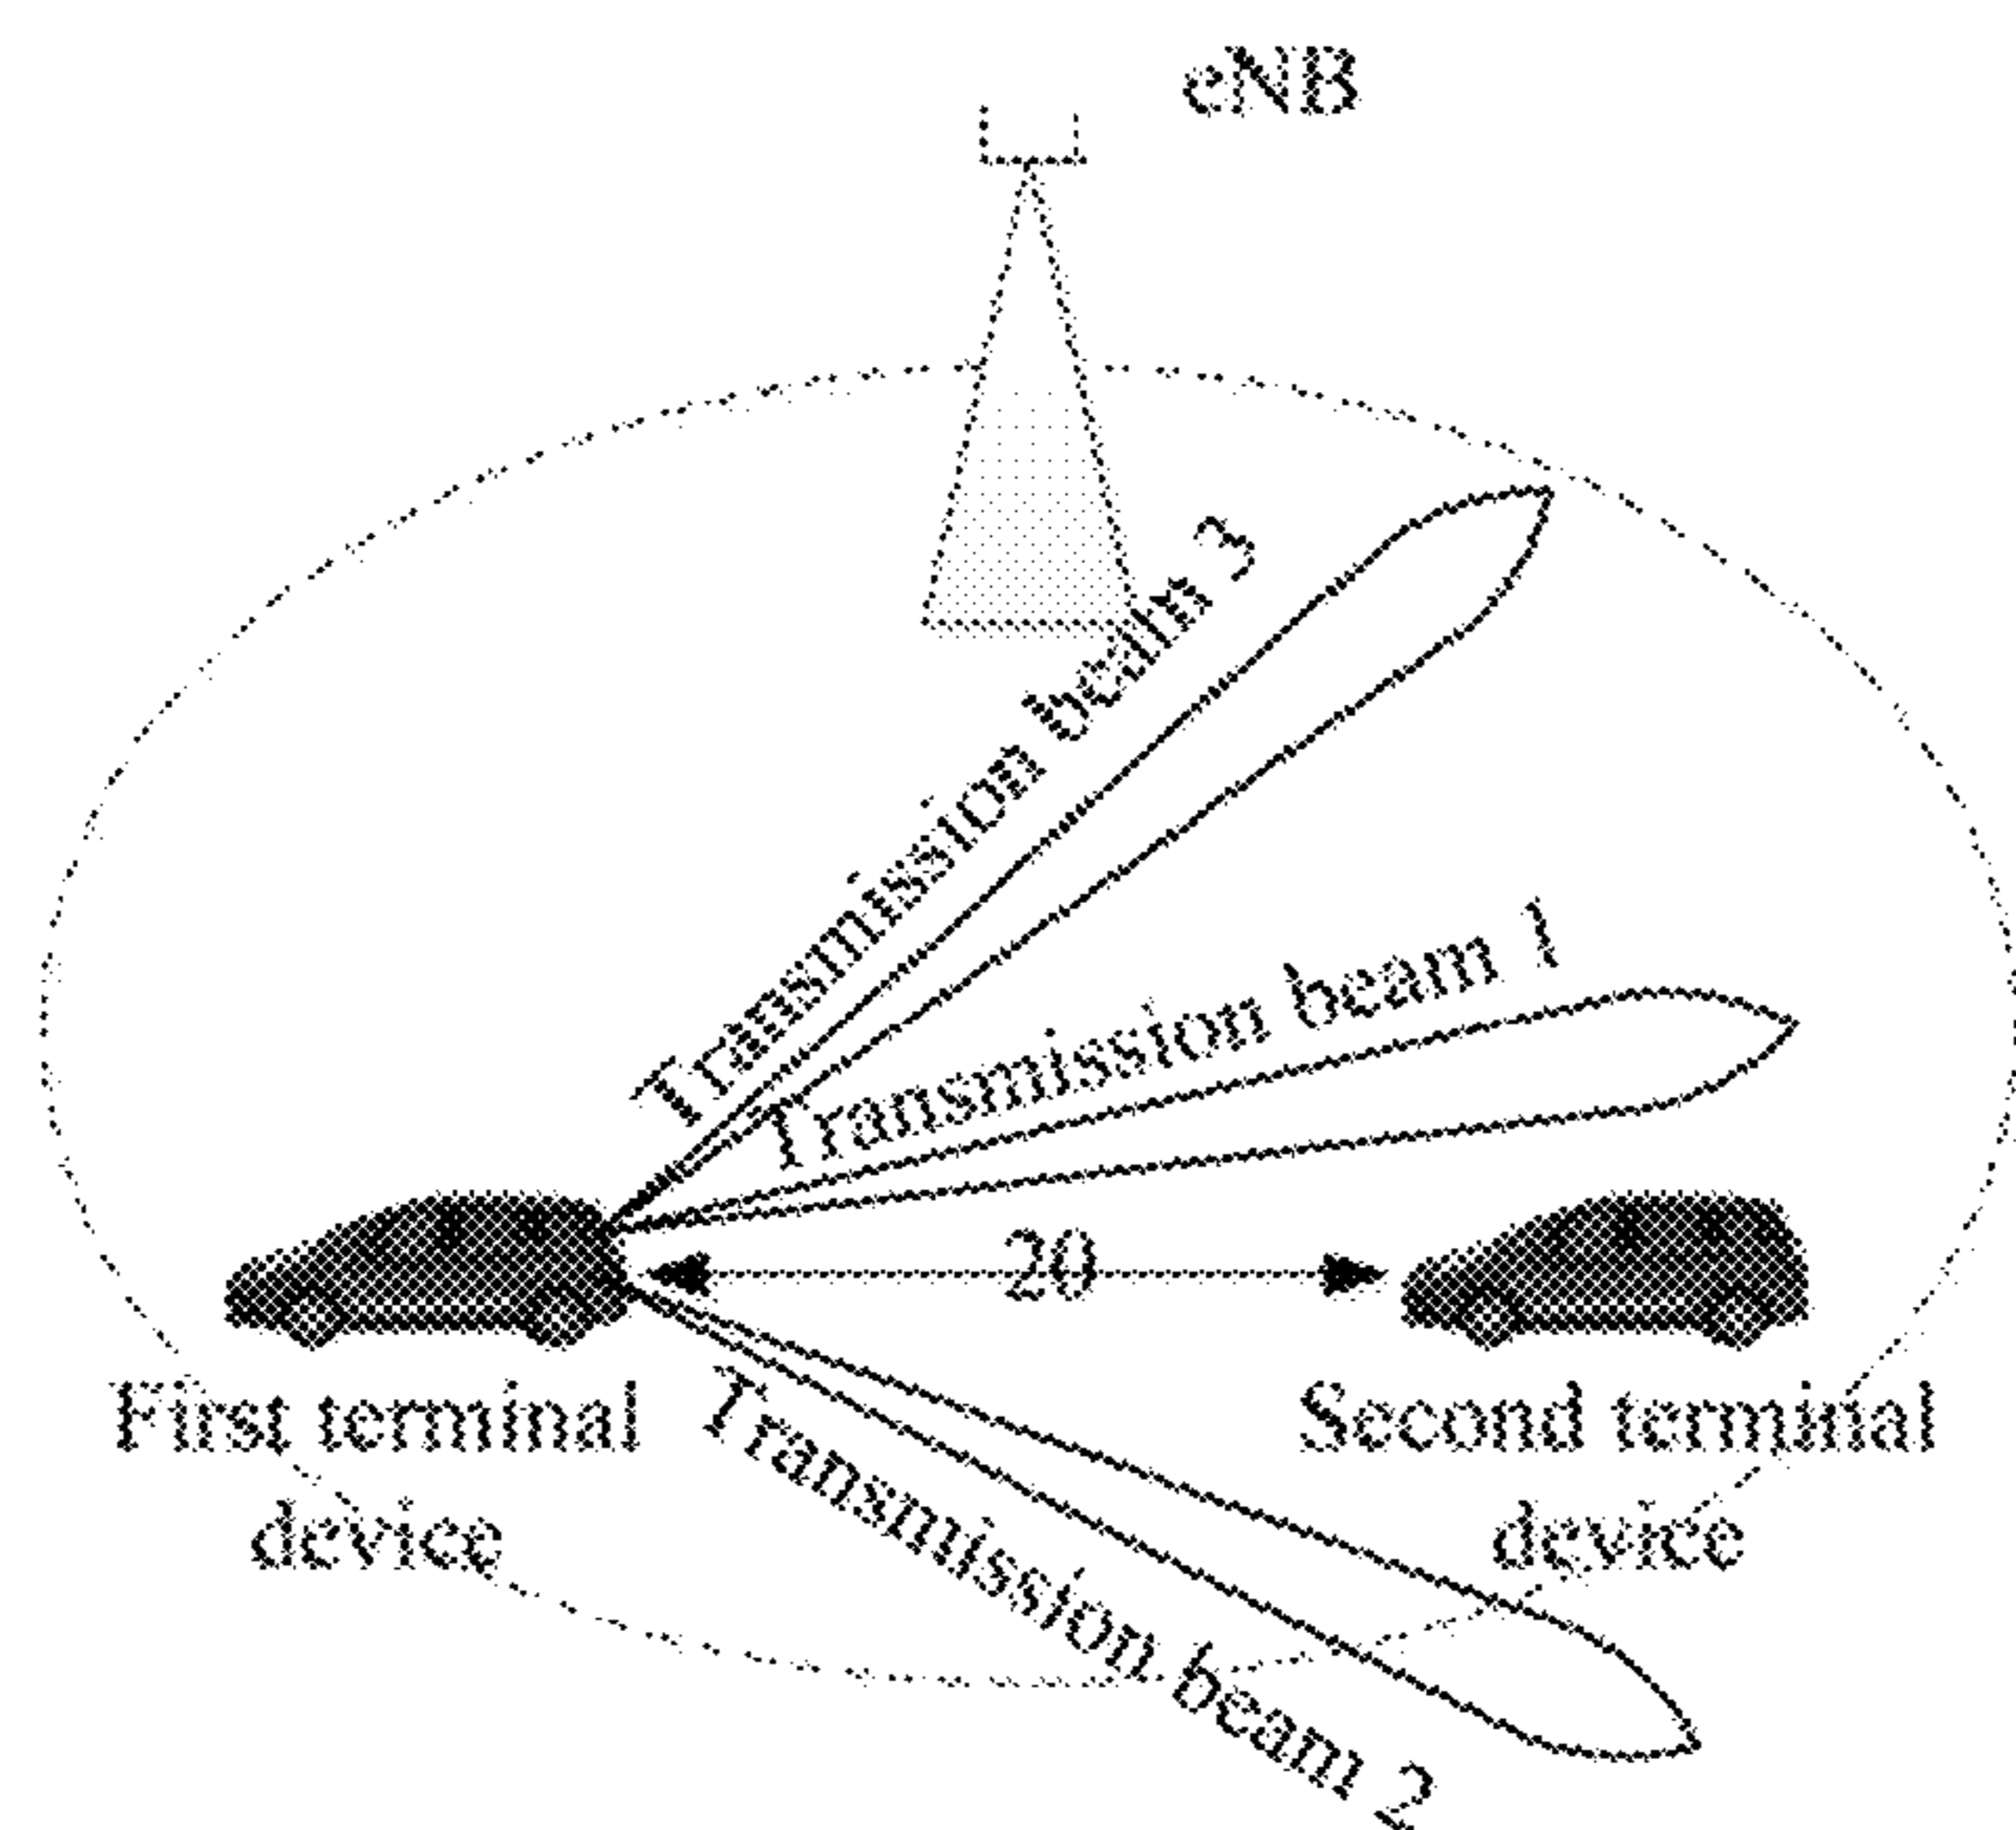 eNB
Transmission beam 3
Transmission beam 1
20
First terminal
device
Second terminal
device
Transmission beam 2